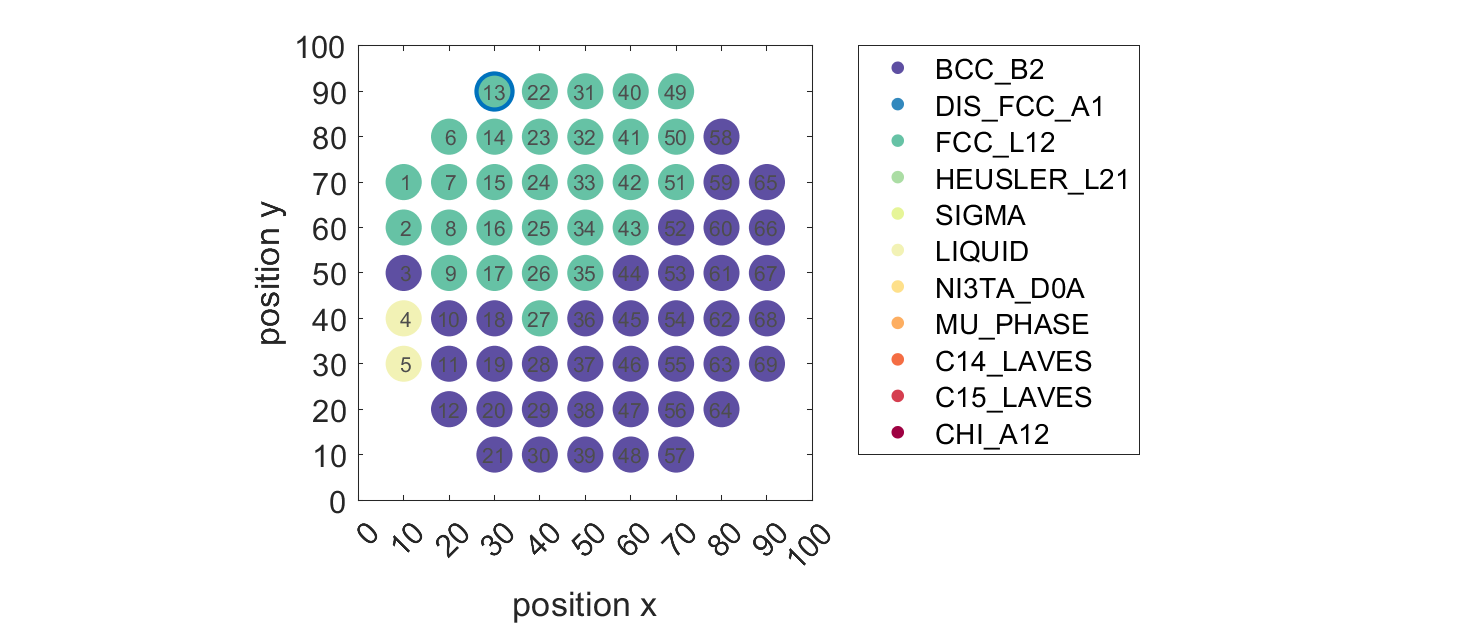 100
90
80
70
60
50
40
30
20
10
0
position y
13 22 31 40 49
6 14 23 32 41 50 58
1 7 15 24 33 42 51 59 65
2 8 16 25 34 43 52 60 66
3 9 17 26 35 44 53 61 67
4 10 18 27 36 45 54 62 68
5 11 19 28 37 46 55 63 69
12 20 29 38 47 56 64
21 30 39 48 57
0 10 20 30 40 50 60 70 80 90 100
position x
BCC_B2
DIS_FCC_A1
FCC_L12
HEUSLER_L21
SIGMA
LIQUID
NI3TA_D0A
MU_PHASE
C14_LAVES
C15_LAVES
CHI_A12